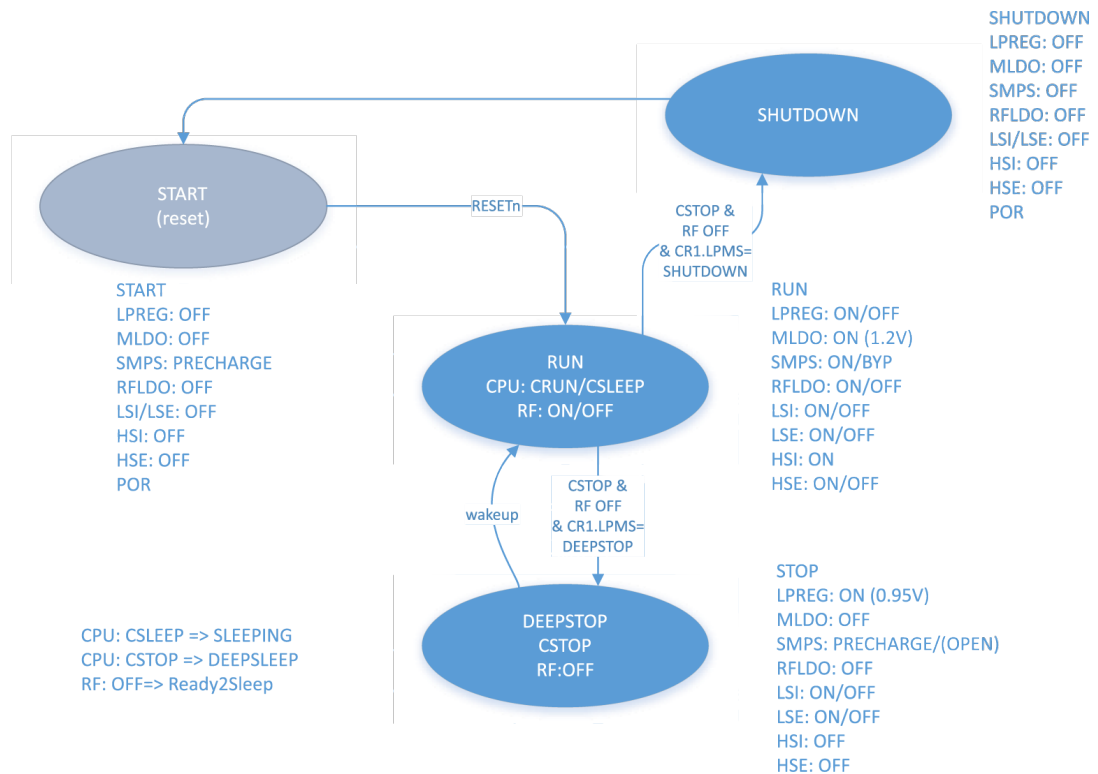 SHUTDOWN
LPREG: OFF
MLDO: OFF
SMPS: OFF
RFLDO: OFF
LSI/LSE: OFF
HSI: OFF
HSE: OFF
POR
SHUTDOWN
START
(reset)
RESETn
CSTOP &
RF OFF
& CR1.LPMS=
SHUTDOWN
START
LPREG: OFF
MLDO: OFF
SMPS: PRECHARGE
RFLDO: OFF
LSI/LSE: OFF
HSI: OFF
HSE: OFF
POR
RUN
CPU: CRUN/CSLEEP
RF: ON/OFF
RUN
LPREG: ON/OFF
MLDO: ON (1.2V)
SMPS: ON/BYP
RFLDO: ON/OFF
LSI: ON/OFF
LSE: ON/OFF
HSI: ON
HSE: ON/OFF
wakeup
CSTOP &
RF OFF
& CR1.LPMS=
DEEPSTOP
CPU: CSLEEP => SLEEPING
CPU: CSTOP => DEEPSLEEP
RF: OFF=> Ready2Sleep
DEEPSTOP
CSTOP
RF:OFF
STOP
LPREG: ON (0.95V)
MLDO: OFF
SMPS: PRECHARGE/(OPEN)
RFLDO: OFF
LSI: ON/OFF
LSE: ON/OFF
HSI: OFF
HSE: OFF